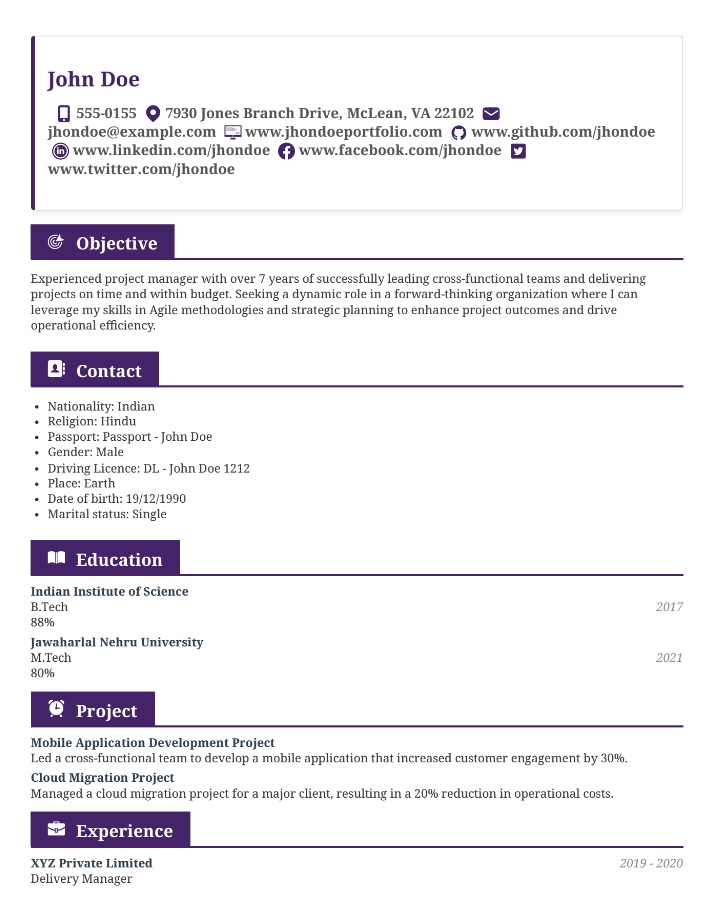 John Doe
555-0155 7930 Jones Branch Drive, McLean, VA 22102
jhondoe@example.com www.jhondoeportfolio.com www.github.com/jhondoe
www.linkedin.com/jhondoe www.facebook.com/jhondoe
www.twitter.com/jhondoe
Objective
Experienced project manager with over 7 years of successfully leading cross-functional teams and delivering
projects on time and within budget. Seeking a dynamic role in a forward-thinking organization where I can
leverage my skills in Agile methodologies and strategic planning to enhance project outcomes and drive
operational efficiency.
Contact
• Nationality: Indian
• Religion: Hindu
• Passport: Passport - John Doe
• Gender: Male
• Driving Licence: DL - John Doe 1212
• Place: Earth
• Date of birth: 19/12/1990
• Marital status: Single
Education
Indian Institute of Science
B.Tech 2017
88%
Jawaharlal Nehru University
M.Tech 2021
80%
Project
Mobile Application Development Project
Led a cross-functional team to develop a mobile application that increased customer engagement by 30%.
Cloud Migration Project
Managed a cloud migration project for a major client, resulting in a 20% reduction in operational costs.
Experience
XYZ Private Limited 2019 - 2020
Delivery Manager